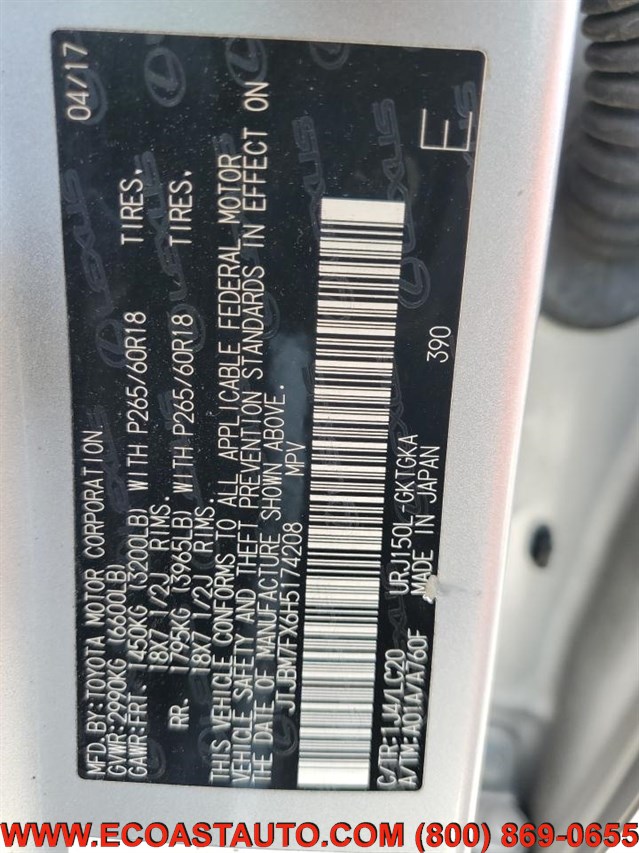 MFD. BY: TOYOTA MOTOR CORPORATION 04/17
GVWR: 2990KG (6600LB)
GAWR: FRT. 1450KG (3200LB) WITH P265/60R18 TIRES,
18X7 1/2J RIMS.
RR. 1795KG (3965LB) WITH P265/60R18 TIRES,
18X7 1/2J RIMS.
THIS VEHICLE CONFORMS TO ALL APPLICABLE FEDERAL MOTOR
VEHICLE SAFETY AND THEFT PREVENTION STANDARDS IN EFFECT ON
THE DATE OF MANUFACTURE SHOWN ABOVE.
JTJBM7FX6H5174208 MPV
C/TR: 1J4/LC20 URJ150L-GKTGKA 390
A/TM: A01A/A760F MADE IN JAPAN
E
LEXUS
WWW.ECOASTAUTO.COM (800) 869-0655